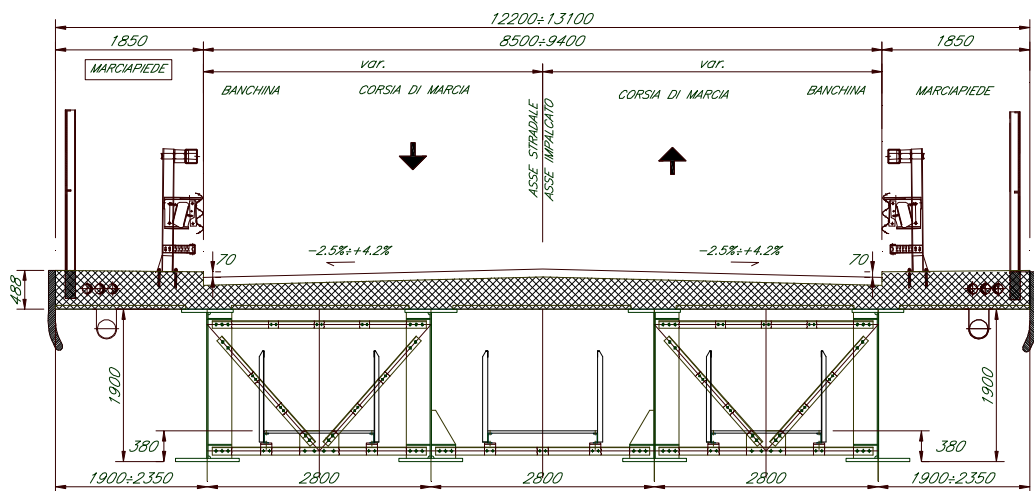 12200÷13100
1850
8500÷9400
1850
MARCIAPIEDE
var.
var.
BANCHINA
CORSIA DI MARCIA
CORSIA DI MARCIA
BANCHINA
MARCIAPIEDE
ASSE STRADALE
ASSE IMPALCATO
-2.5%÷+4.2%
-2.5%÷+4.2%
70
70
488
1900
1900
380
380
1900÷2350
2800
2800
2800
1900÷2350